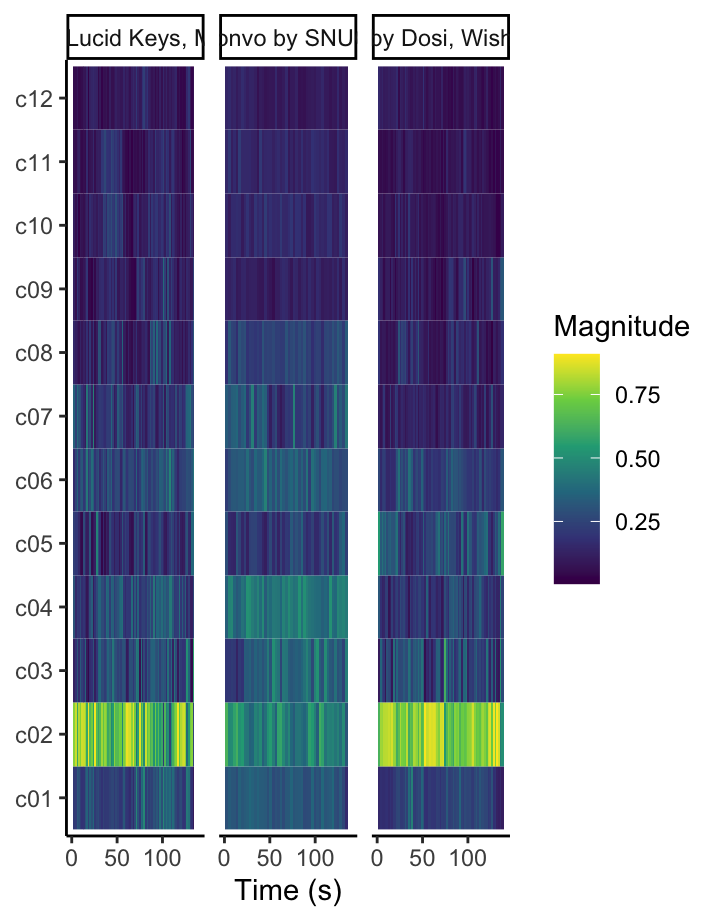 Lucid Keys,
onvo by SNU
by Dosi, Wish
c12
c11
c10
c09
c08
c07
c06
c05
c04
c03
c02
c01
0 50 100
0 50 100
0 50 100
Time (s)
Magnitude
0.75
0.50
0.25